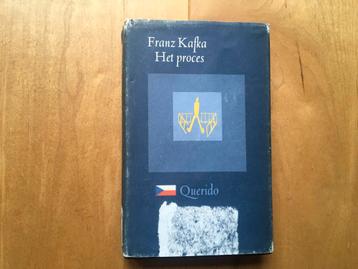 Franz Kafka
Het proces
Querido